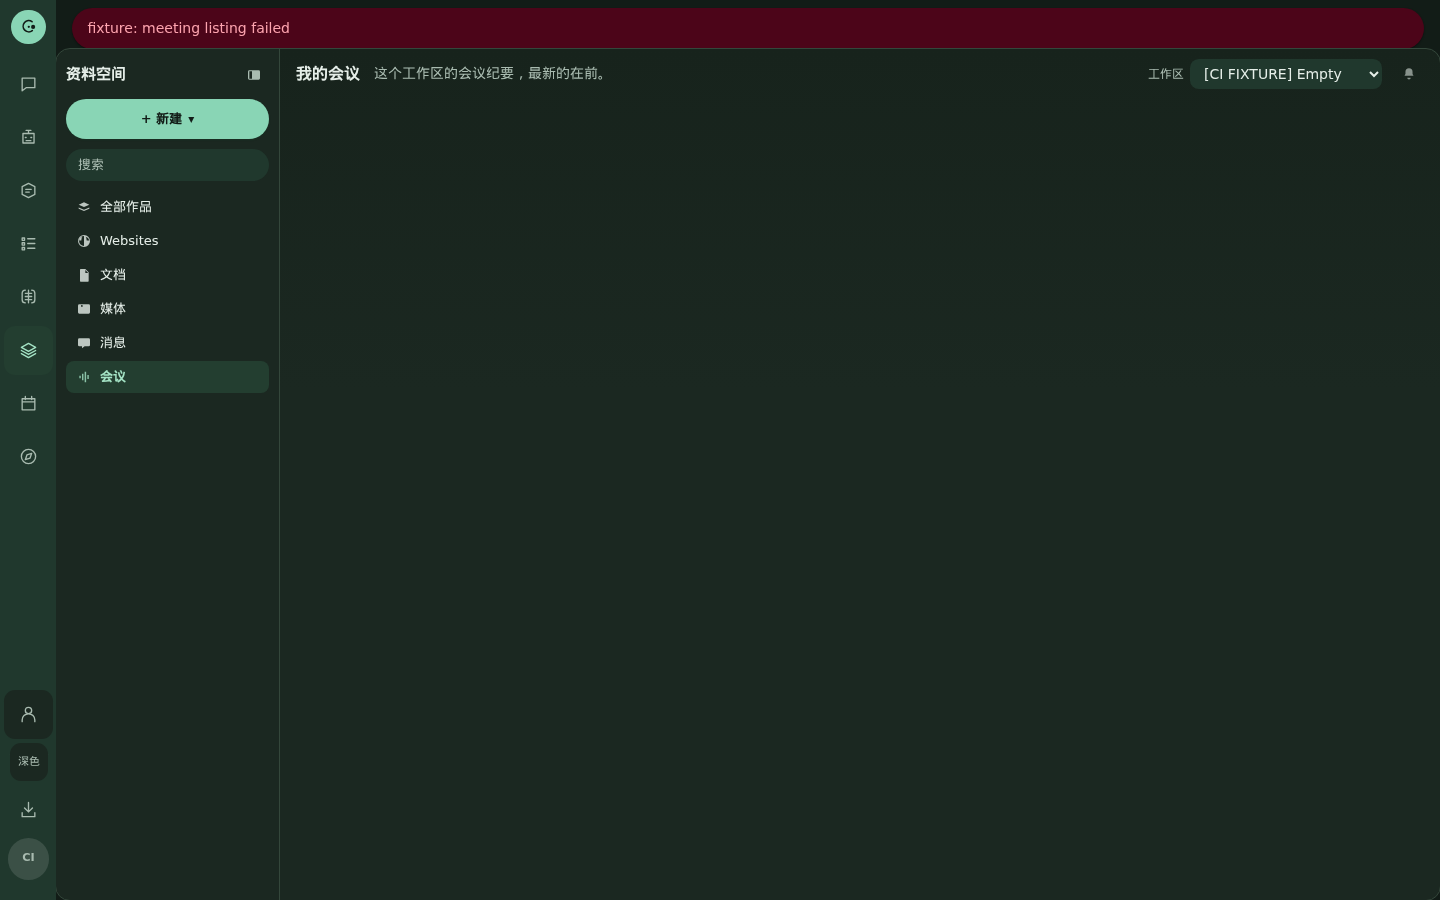 fixture: meeting listing failed
资料空间
+ 新建 ▾
搜索
全部作品
Websites
文档
媒体
消息
会议
我的会议 这个工作区的会议纪要，最新的在前。
工作区 [CI FIXTURE] Empty
深色
CI